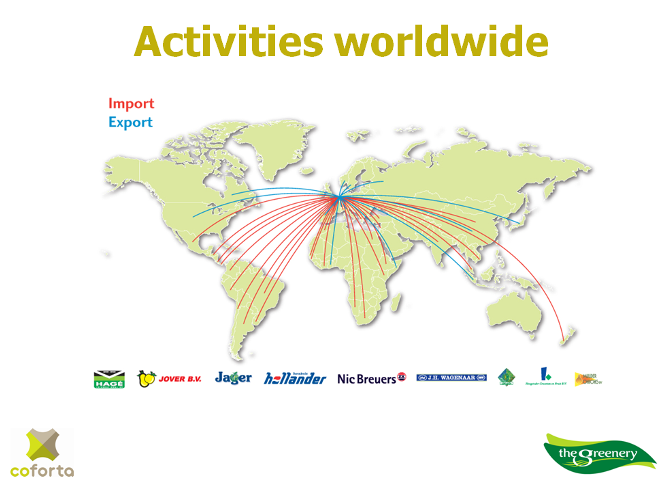 Activities worldwide
Import
Export
HAGÉ
JOVER B.V.
Jager
hollander
Nic Breuers
J.H. WAGENAAR
coforta
the Greenery